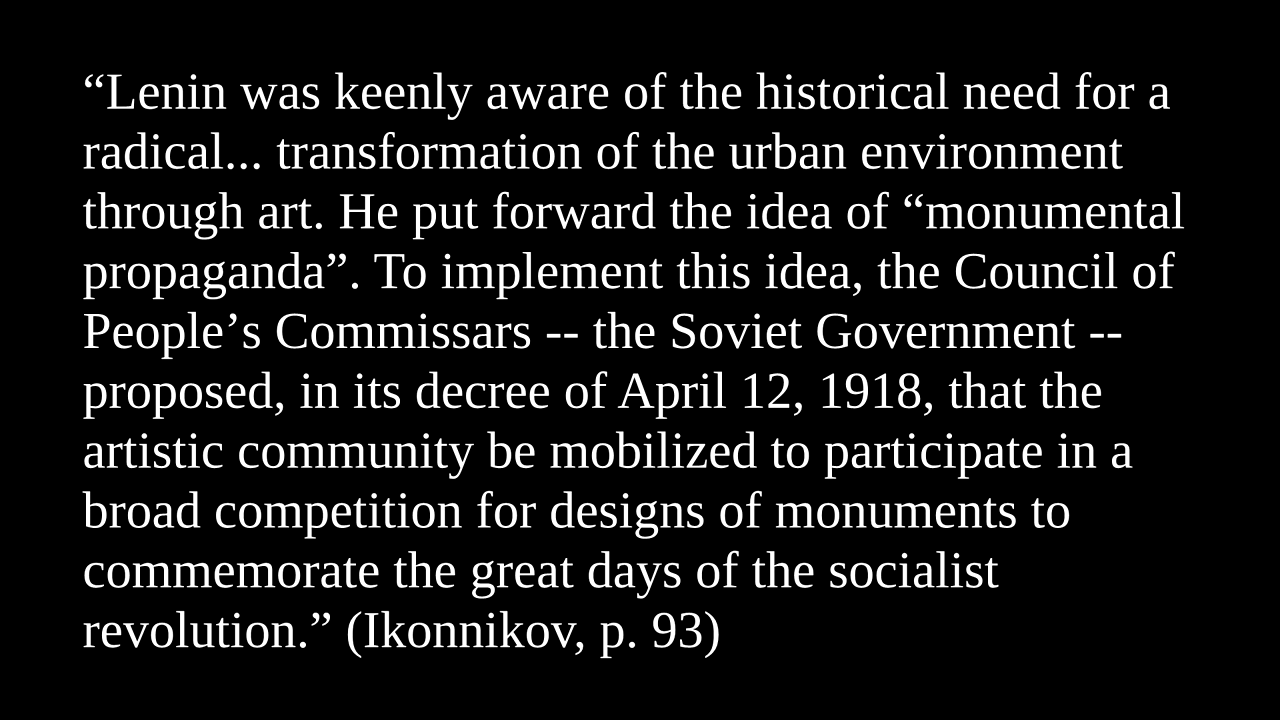 “Lenin was keenly aware of the historical need for a
radical... transformation of the urban environment
through art. He put forward the idea of “monumental
propaganda”. To implement this idea, the Council of
People’s Commissars -- the Soviet Government --
proposed, in its decree of April 12, 1918, that the
artistic community be mobilized to participate in a
broad competition for designs of monuments to
commemorate the great days of the socialist
revolution.” (Ikonnikov, p. 93)